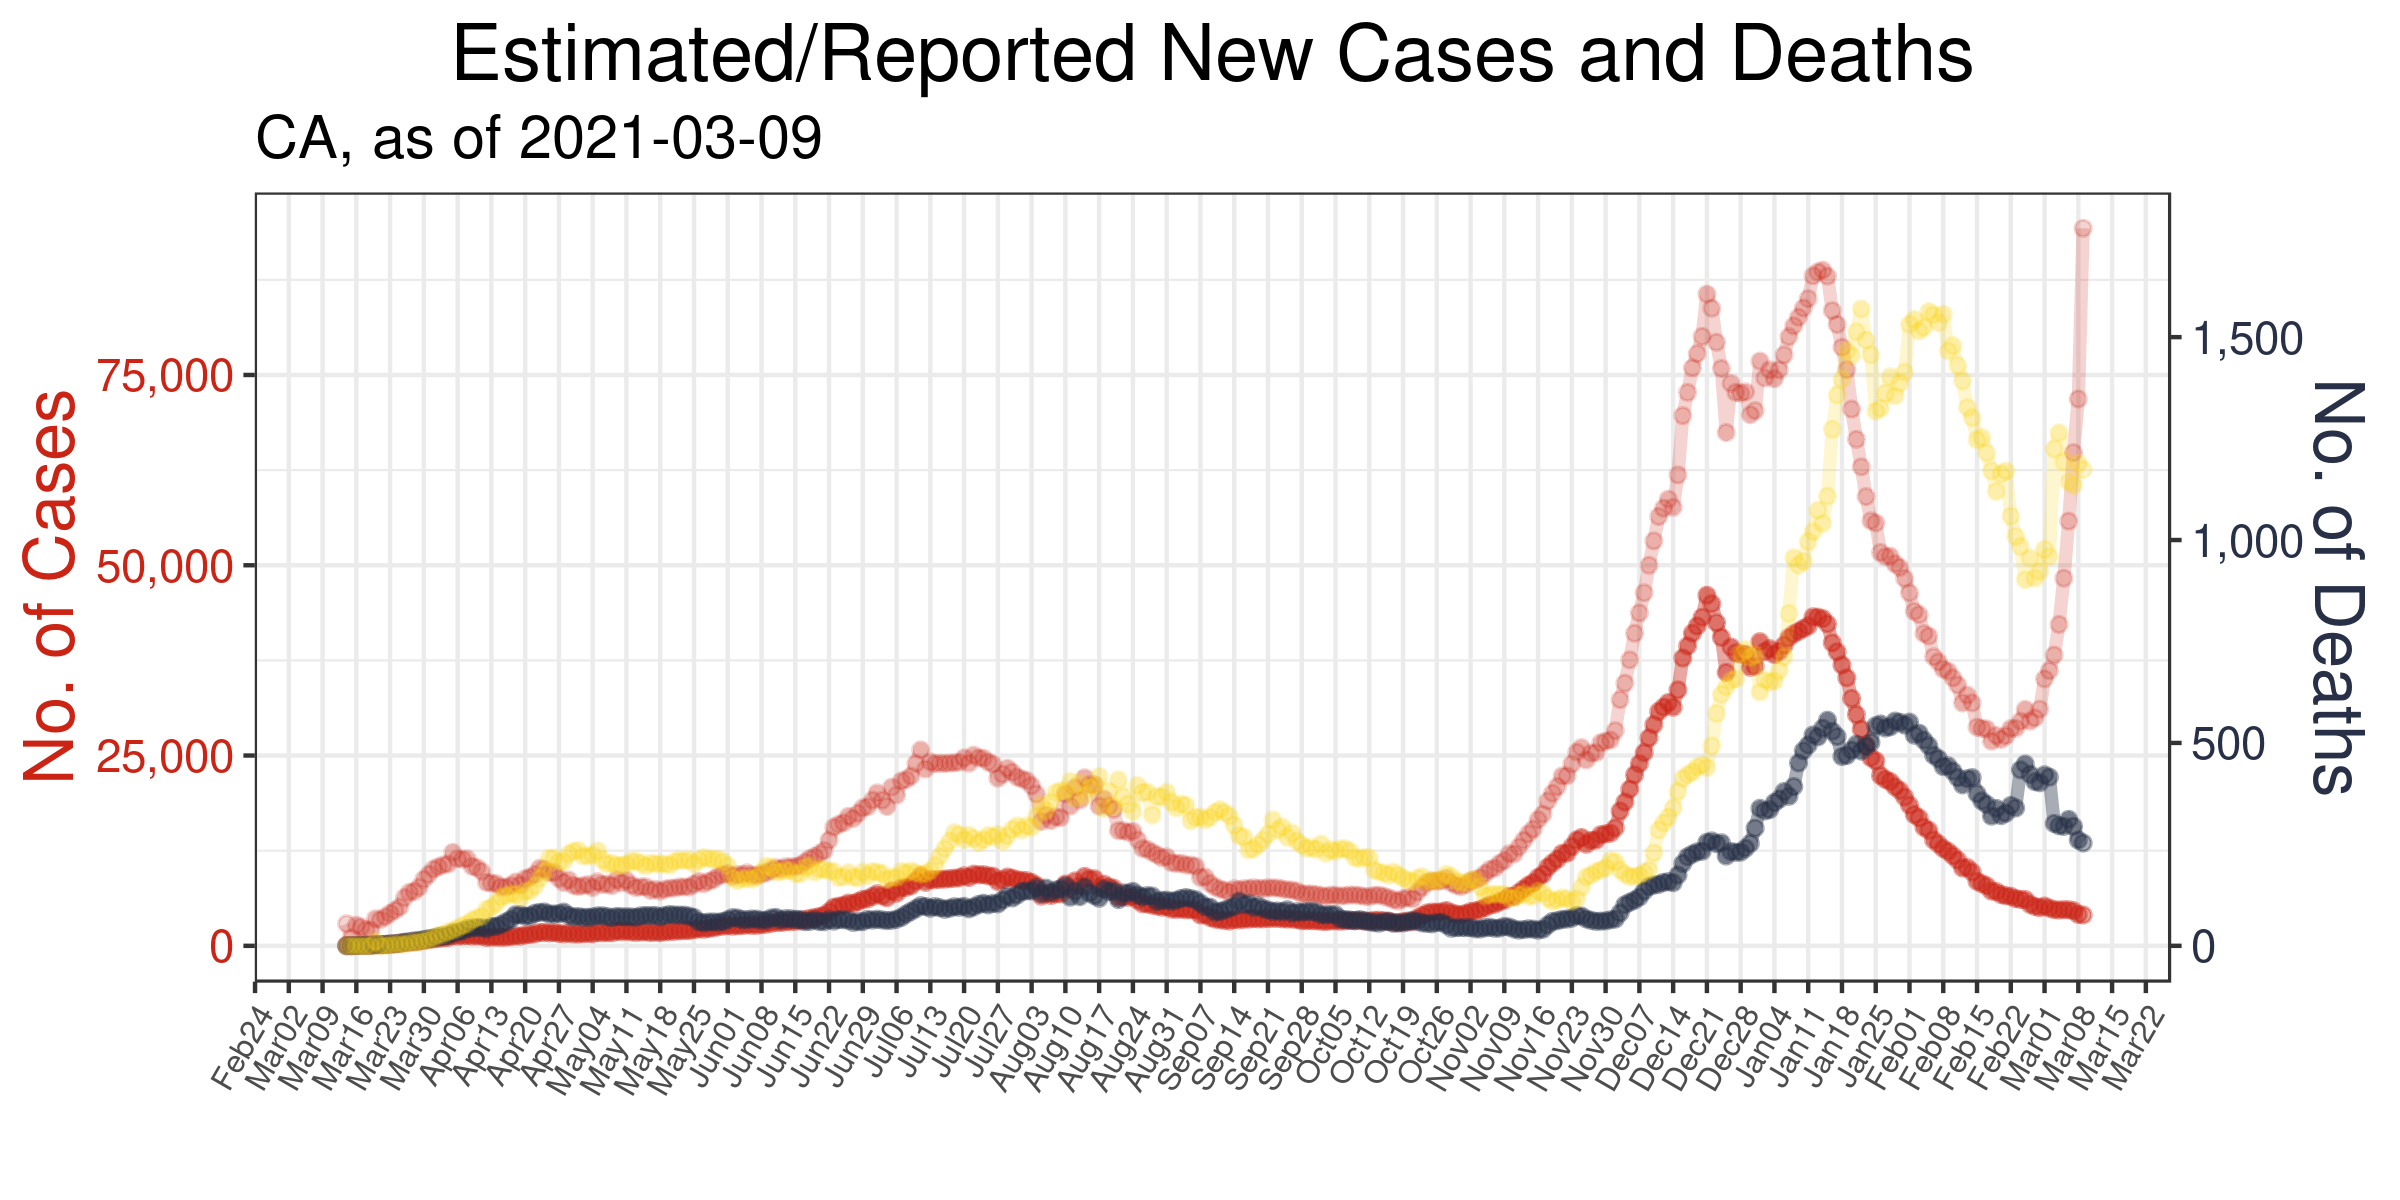 Estimated/Reported New Cases and Deaths
CA, as of 2021-03-09
No. of Cases
75,000
50,000
25,000
0
1,500
1,000
500
0
No. of Deaths
Feb24
Mar02
Mar09
Mar16
Mar23
Mar30
Apr06
Apr13
Apr20
Apr27
May04
May11
May18
May25
Jun01
Jun08
Jun15
Jun22
Jun29
Jul06
Jul13
Jul20
Jul27
Aug03
Aug10
Aug17
Aug24
Aug31
Sep07
Sep14
Sep21
Sep28
Oct05
Oct12
Oct19
Oct26
Nov02
Nov09
Nov16
Nov23
Nov30
Dec07
Dec14
Dec21
Dec28
Jan04
Jan11
Jan18
Jan25
Feb01
Feb08
Feb15
Feb22
Mar01
Mar08
Mar15
Mar22